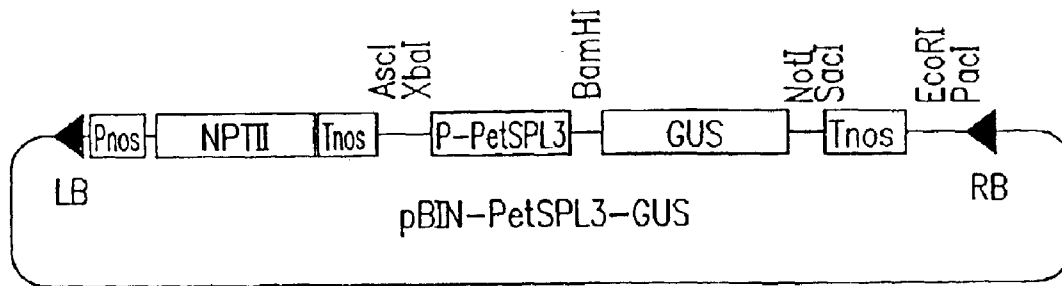 AscI
XbaI
BamHI
NotI
SacI
EcoRI
PacI
Pnos
NPTII
Tnos
P-PetSPL3
GUS
Tnos
LB
RB
pBIN-PetSPL3-GUS